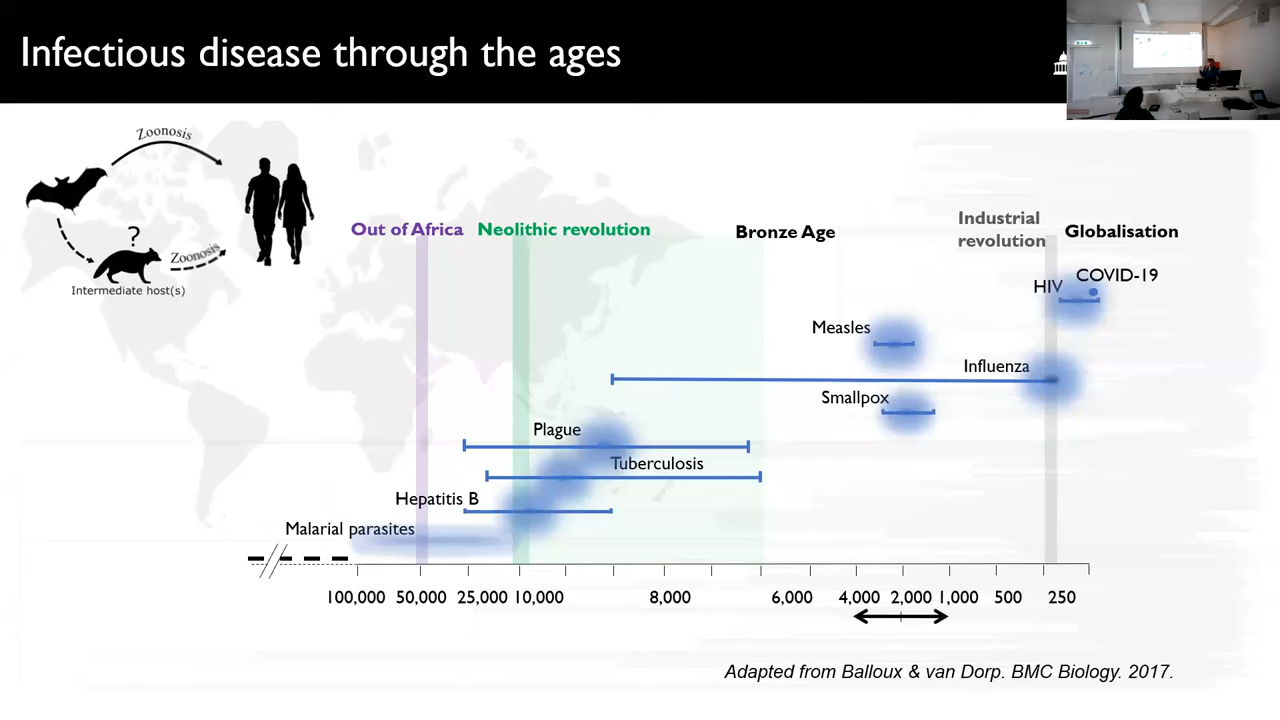 Infectious disease through the ages
Zoonosis
?
Zoonosis
Intermediate host(s)
Out of Africa
Neolithic revolution
Bronze Age
Industrial
revolution
Globalisation
COVID-19
HIV
Measles
Influenza
Smallpox
Plague
Tuberculosis
Hepatitis B
Malarial parasites
100,000 50,000 25,000 10,000 8,000 6,000 4,000 2,000 1,000 500 250
Adapted from Balloux & van Dorp. BMC Biology. 2017.